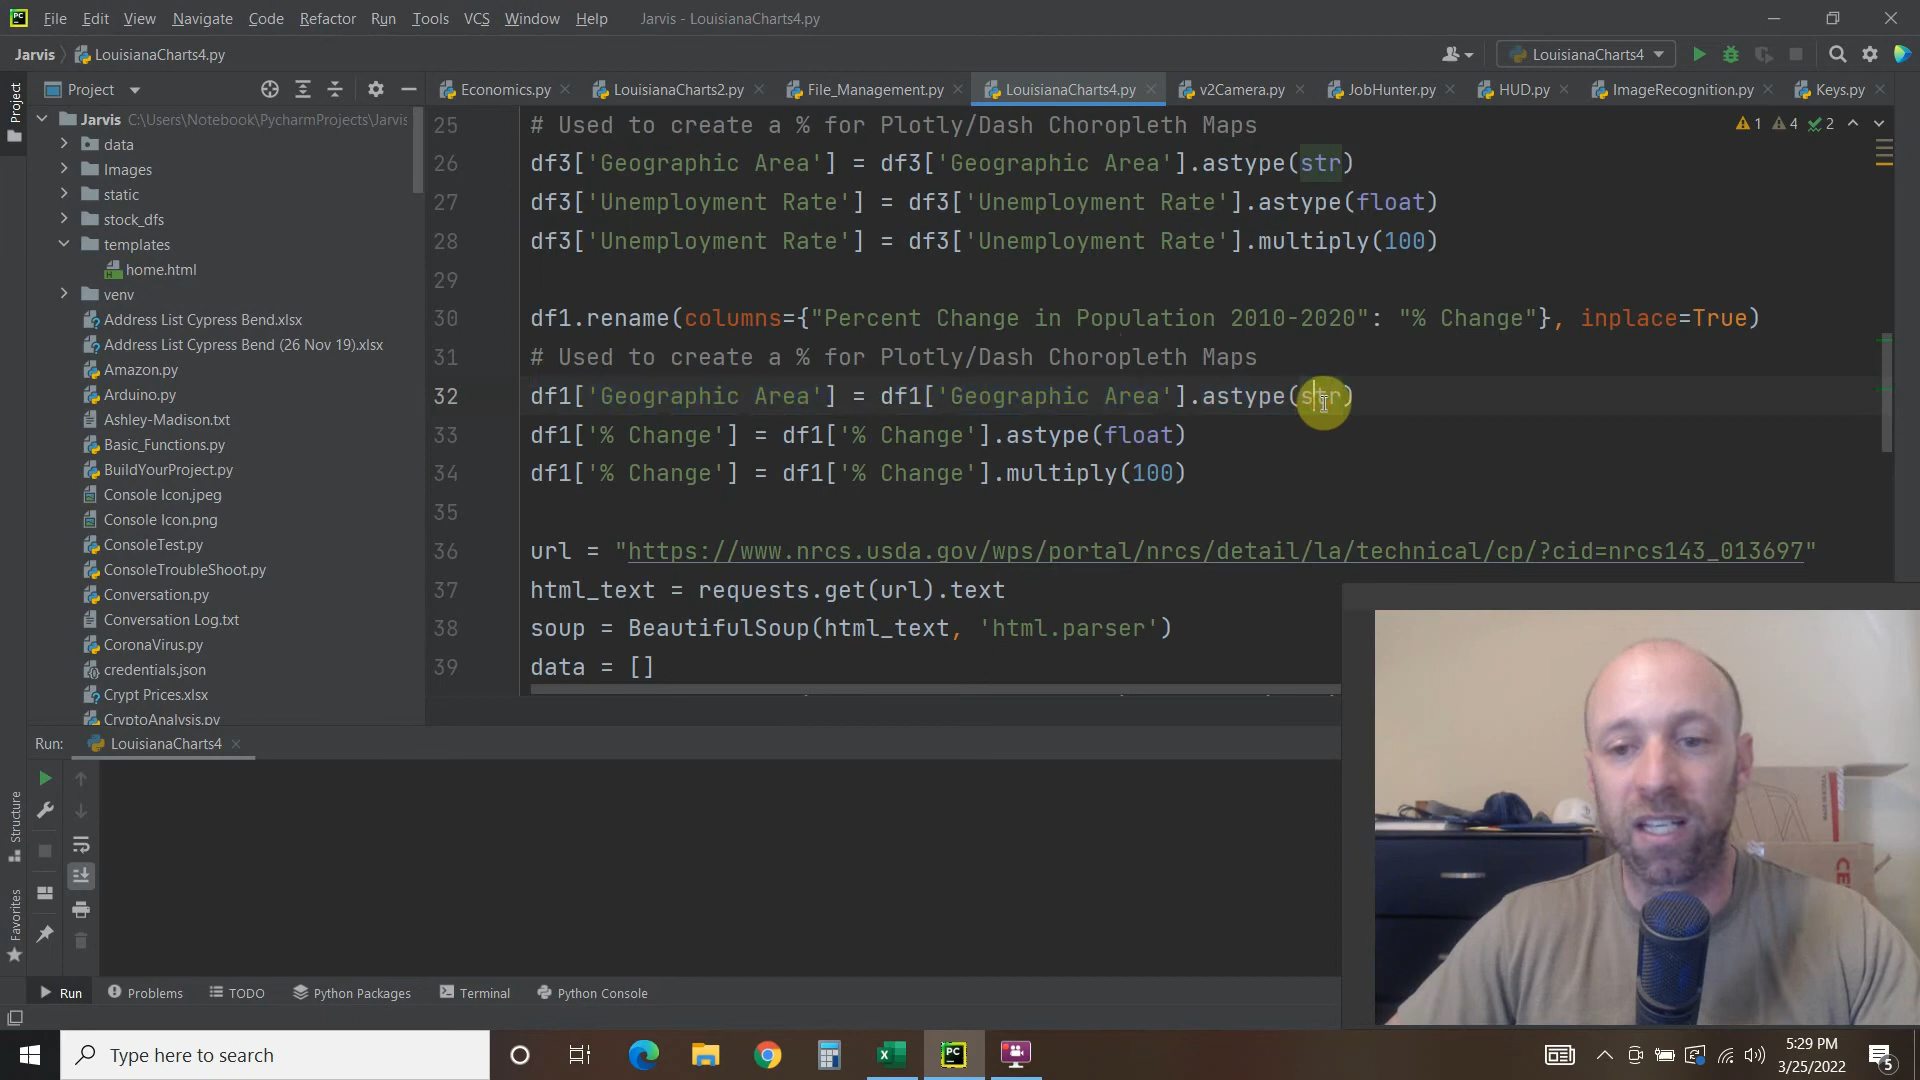 File Edit View Navigate Code Refactor Run Tools VCS Window Help Jarvis - LouisianaCharts4.py
Jarvis LouisianaCharts4.py LouisianaCharts4
Project Economics.py LouisianaCharts2.py File_Management.py LouisianaCharts4.py v2Camera.py JobHunter.py HUD.py ImageRecognition.py Keys.py
Project
Jarvis C:\Users\Notebook\PycharmProjects\Jarvis
data
Images
static
stock_dfs
templates
home.html
venv
Address List Cypress Bend.xlsx
Address List Cypress Bend (26 Nov 19).xlsx
Amazon.py
Arduino.py
Ashley-Madison.txt
Basic_Functions.py
BuildYourProject.py
Console Icon.jpeg
Console Icon.png
ConsoleTest.py
ConsoleTroubleShoot.py
Conversation.py
Conversation Log.txt
CoronaVirus.py
credentials.json
Crypt Prices.xlsx
CryptoAnalysis.py
1 4 2
25 # Used to create a % for Plotly/Dash Choropleth Maps
26 df3['Geographic Area'] = df3['Geographic Area'].astype(str)
27 df3['Unemployment Rate'] = df3['Unemployment Rate'].astype(float)
28 df3['Unemployment Rate'] = df3['Unemployment Rate'].multiply(100)
29
30 df1.rename(columns={"Percent Change in Population 2010-2020": "% Change"}, inplace=True)
31 # Used to create a % for Plotly/Dash Choropleth Maps
32 df1['Geographic Area'] = df1['Geographic Area'].astype(str)
33 df1['% Change'] = df1['% Change'].astype(float)
34 df1['% Change'] = df1['% Change'].multiply(100)
35
36 url = "https://www.nrcs.usda.gov/wps/portal/nrcs/detail/la/technical/cp/?cid=nrcs143_013697"
37 html_text = requests.get(url).text
38 soup = BeautifulSoup(html_text, 'html.parser')
39 data = []
Run: LouisianaCharts4
Structure
Favorites
Run Problems TODO Python Packages Terminal Python Console
Type here to search
PC
5:29 PM
3/25/2022
5